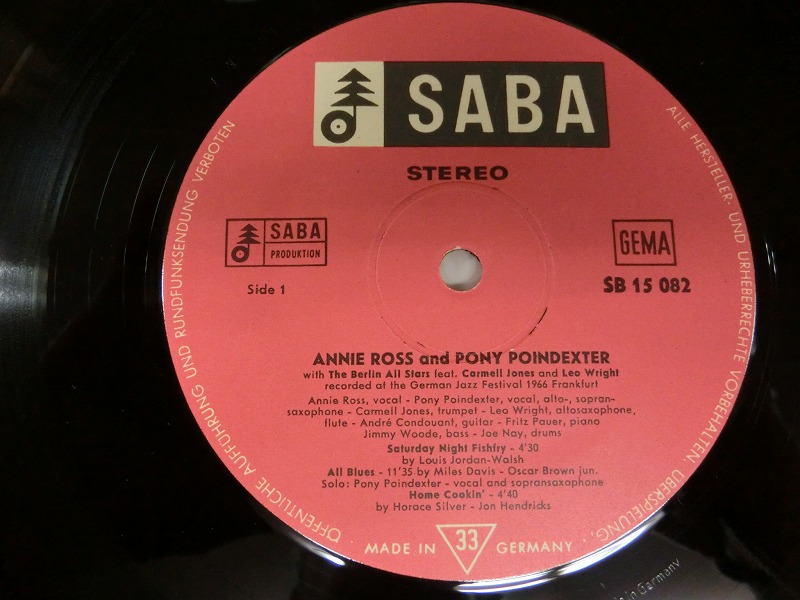 SABA
STEREO
SABA
PRODUKTION
GEMA
Side 1
SB 15 082
ANNIE ROSS and PONY POINDEXTER
with The Berlin All Stars feat. Carmell Jones and Leo Wright
recorded at the German Jazz Festival 1966 Frankfurt
Annie Ross, vocal - Pony Poindexter, vocal, alto-, sopran-
saxophone - Carmell Jones, trumpet - Leo Wright, altosaxophone,
flute - André Condouant, guitar - Fritz Pauer, piano
Jimmy Woode, bass - Joe Nay, drums
Saturday Night Fishfry - 4'30
by Louis Jordan-Walsh
All Blues - 11'35 by Miles Davis - Oscar Brown jun.
Solo: Pony Poindexter - vocal and sopransaxophone
Home Cookin' - 4'40
by Horace Silver - Jon Hendricks
MADE IN 33 GERMANY
ALLE HERSTELLER- UND URHEBERRECHTE VORBEHALTEN ÜBERSPIELUNG,
ÖFFENTLICHE AUFFÜHRUNG UND RUNDFUNKSENDUNG VERBOTEN
in Germany